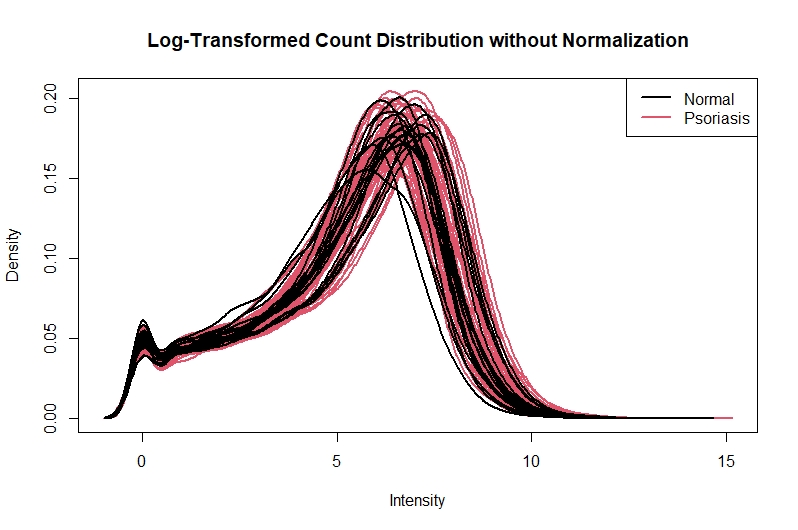 Log-Transformed Count Distribution without Normalization
Normal
Psoriasis
Density
0.20
0.15
0.10
0.05
0.00
0
5
10
15
Intensity